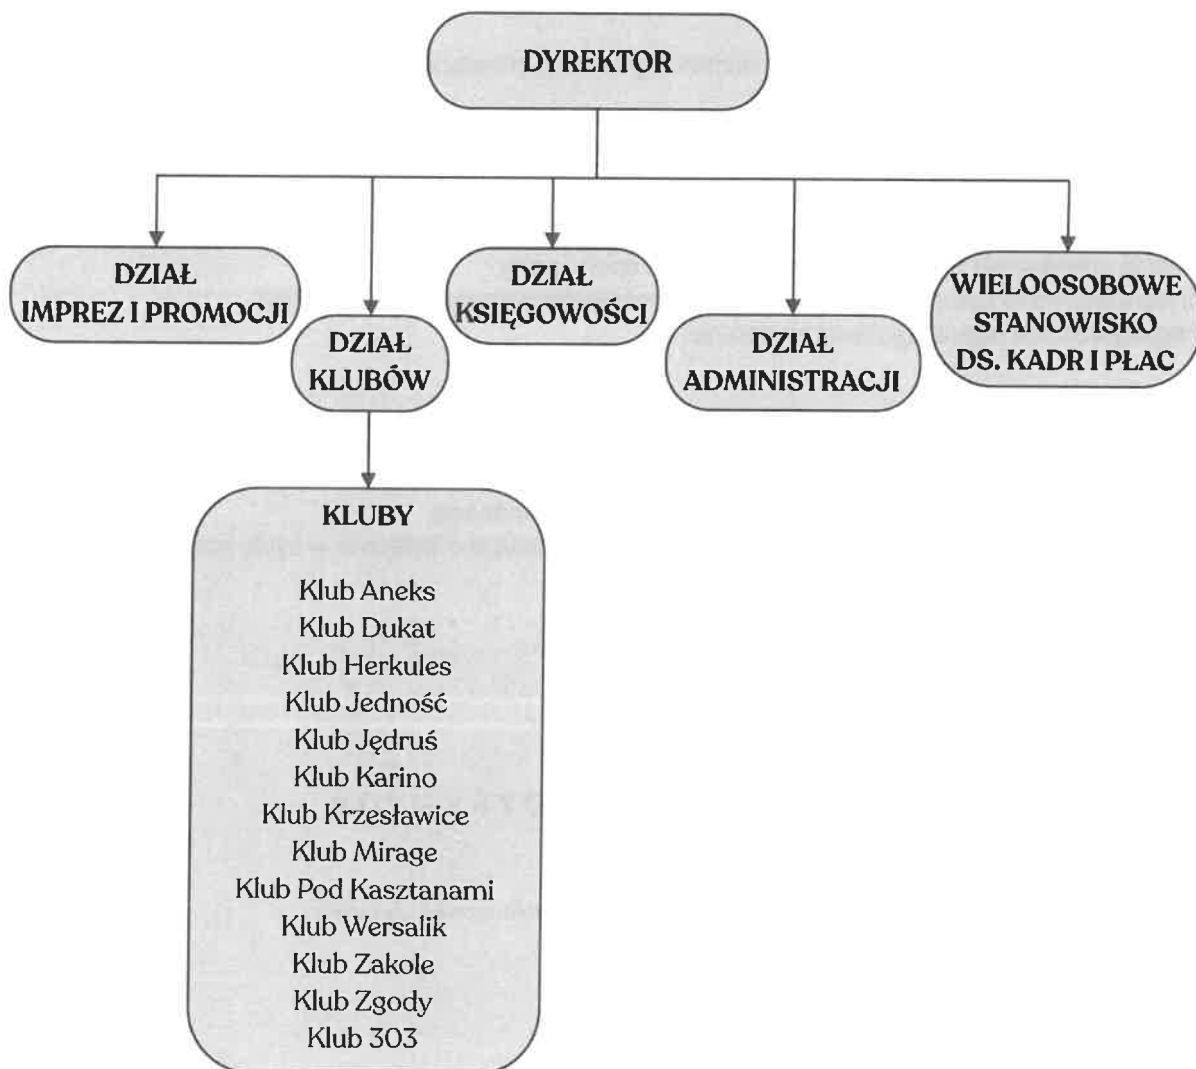 DYREKTOR
DZIAŁ
IMPREZ I PROMOCJI
DZIAŁ
KLUBÓW
DZIAŁ
KSIĘGOWOŚCI
DZIAŁ
ADMINISTRACJI
WIELOOSOBOWE
STANOWISKO
DS. KADR I PŁAC
KLUBY
Klub Aneks
Klub Dukat
Klub Herkules
Klub Jedność
Klub Jędruś
Klub Karino
Klub Krzesławice
Klub Mirage
Klub Pod Kasztanami
Klub Wersalik
Klub Zakole
Klub Zgody
Klub 303